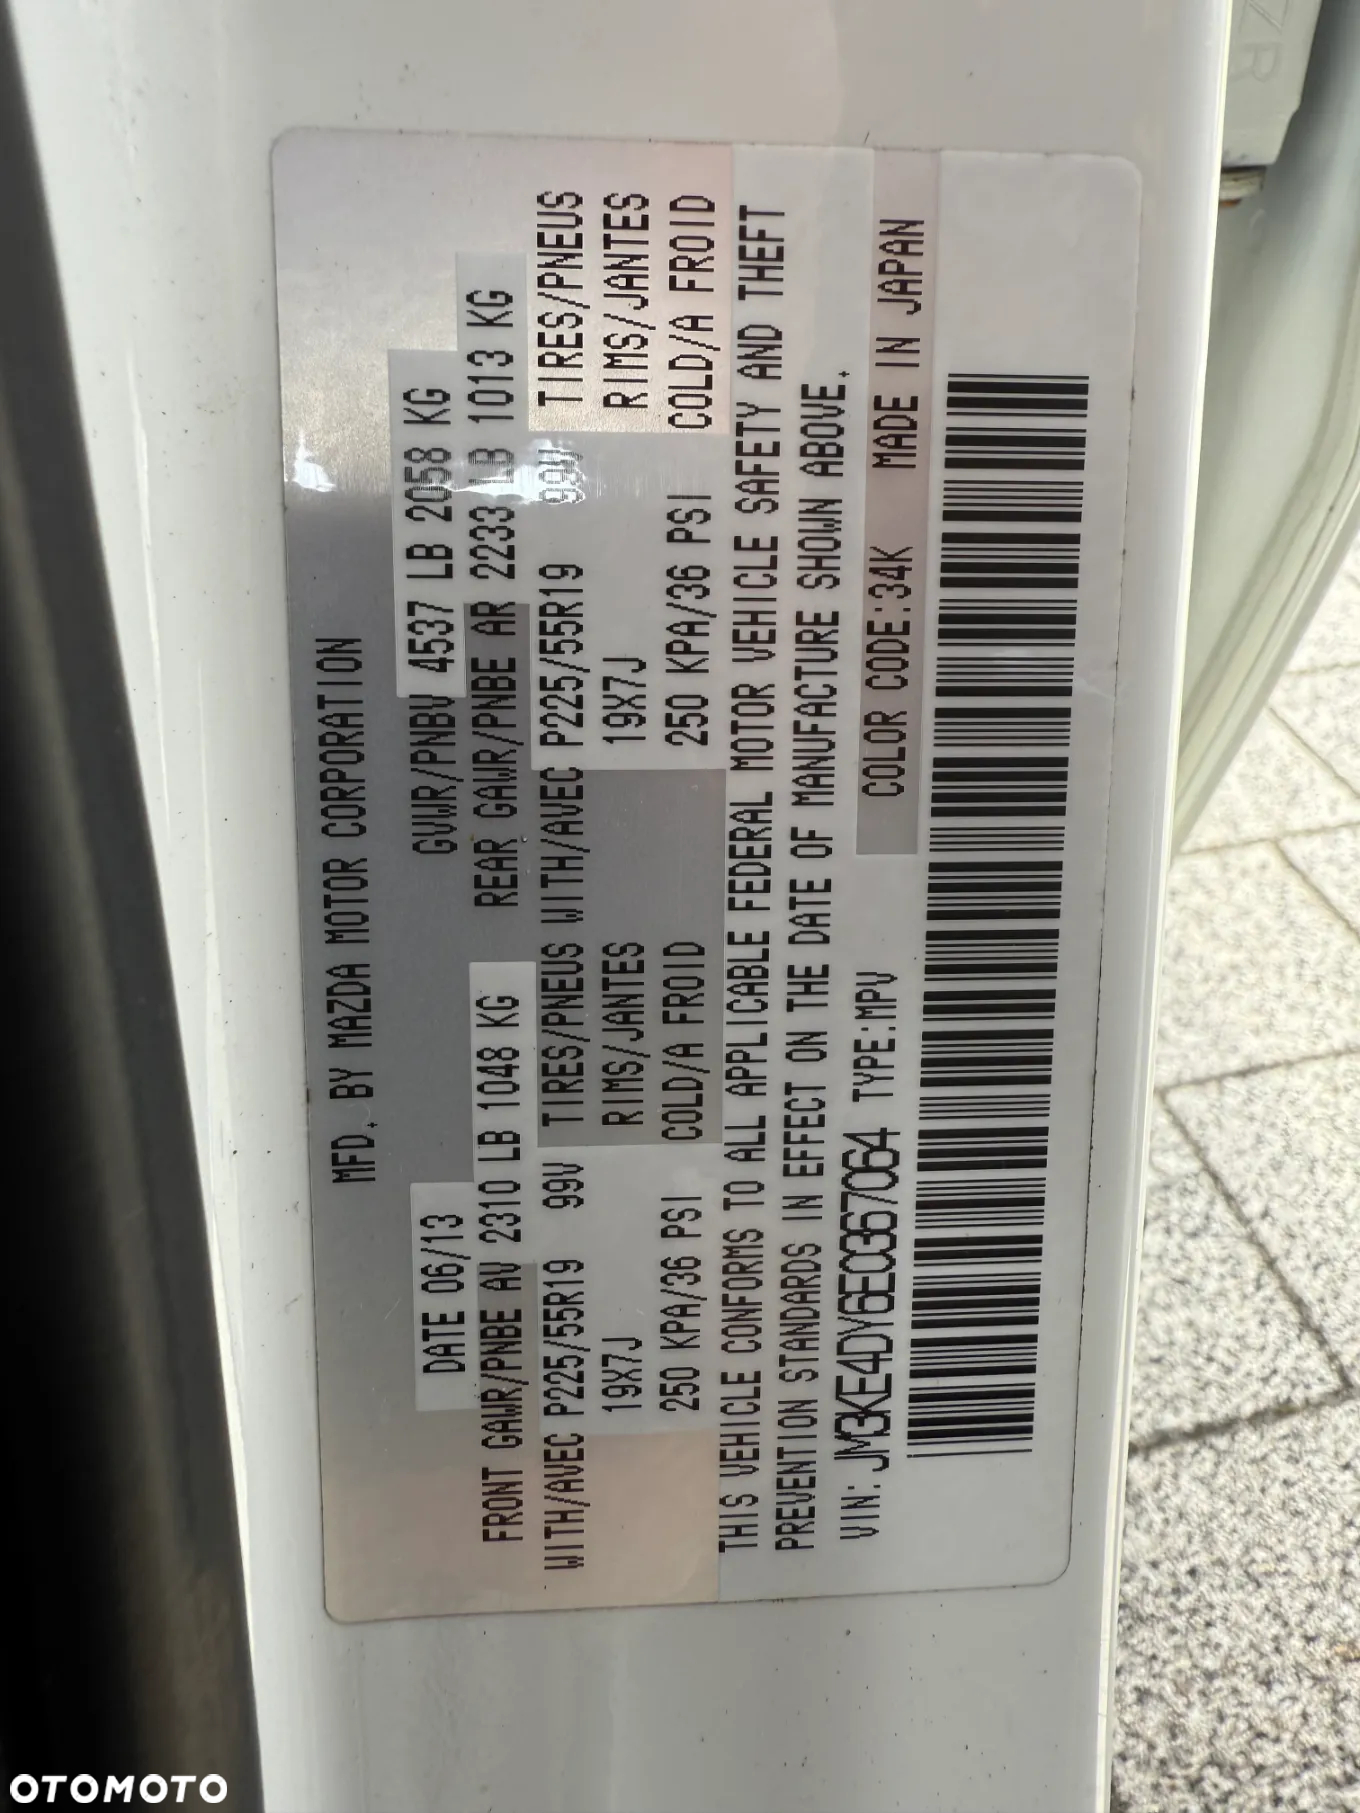 MFD. BY MAZDA MOTOR CORPORATION
DATE 06/13 GVWR/PNBV 4537 LB 2058 KG
FRONT GAWR/PNBE AV 2310 LB 1048 KG REAR GAWR/PNBE AR 2233 LB 1013 KG
WITH/AVEC P225/55R19 99V TIRES/PNEUS WITH/AVEC P225/55R19 99V TIRES/PNEUS
19X7J RIMS/JANTES 19X7J RIMS/JANTES
250 KPA/36 PSI COLD/A FROID 250 KPA/36 PSI COLD/A FROID
THIS VEHICLE CONFORMS TO ALL APPLICABLE FEDERAL MOTOR VEHICLE SAFETY AND THEFT
PREVENTION STANDARDS IN EFFECT ON THE DATE OF MANUFACTURE SHOWN ABOVE.
VIN: JM3KE4DY6E0367064 TYPE:MPV COLOR CODE:34K MADE IN JAPAN
OTOMOTO